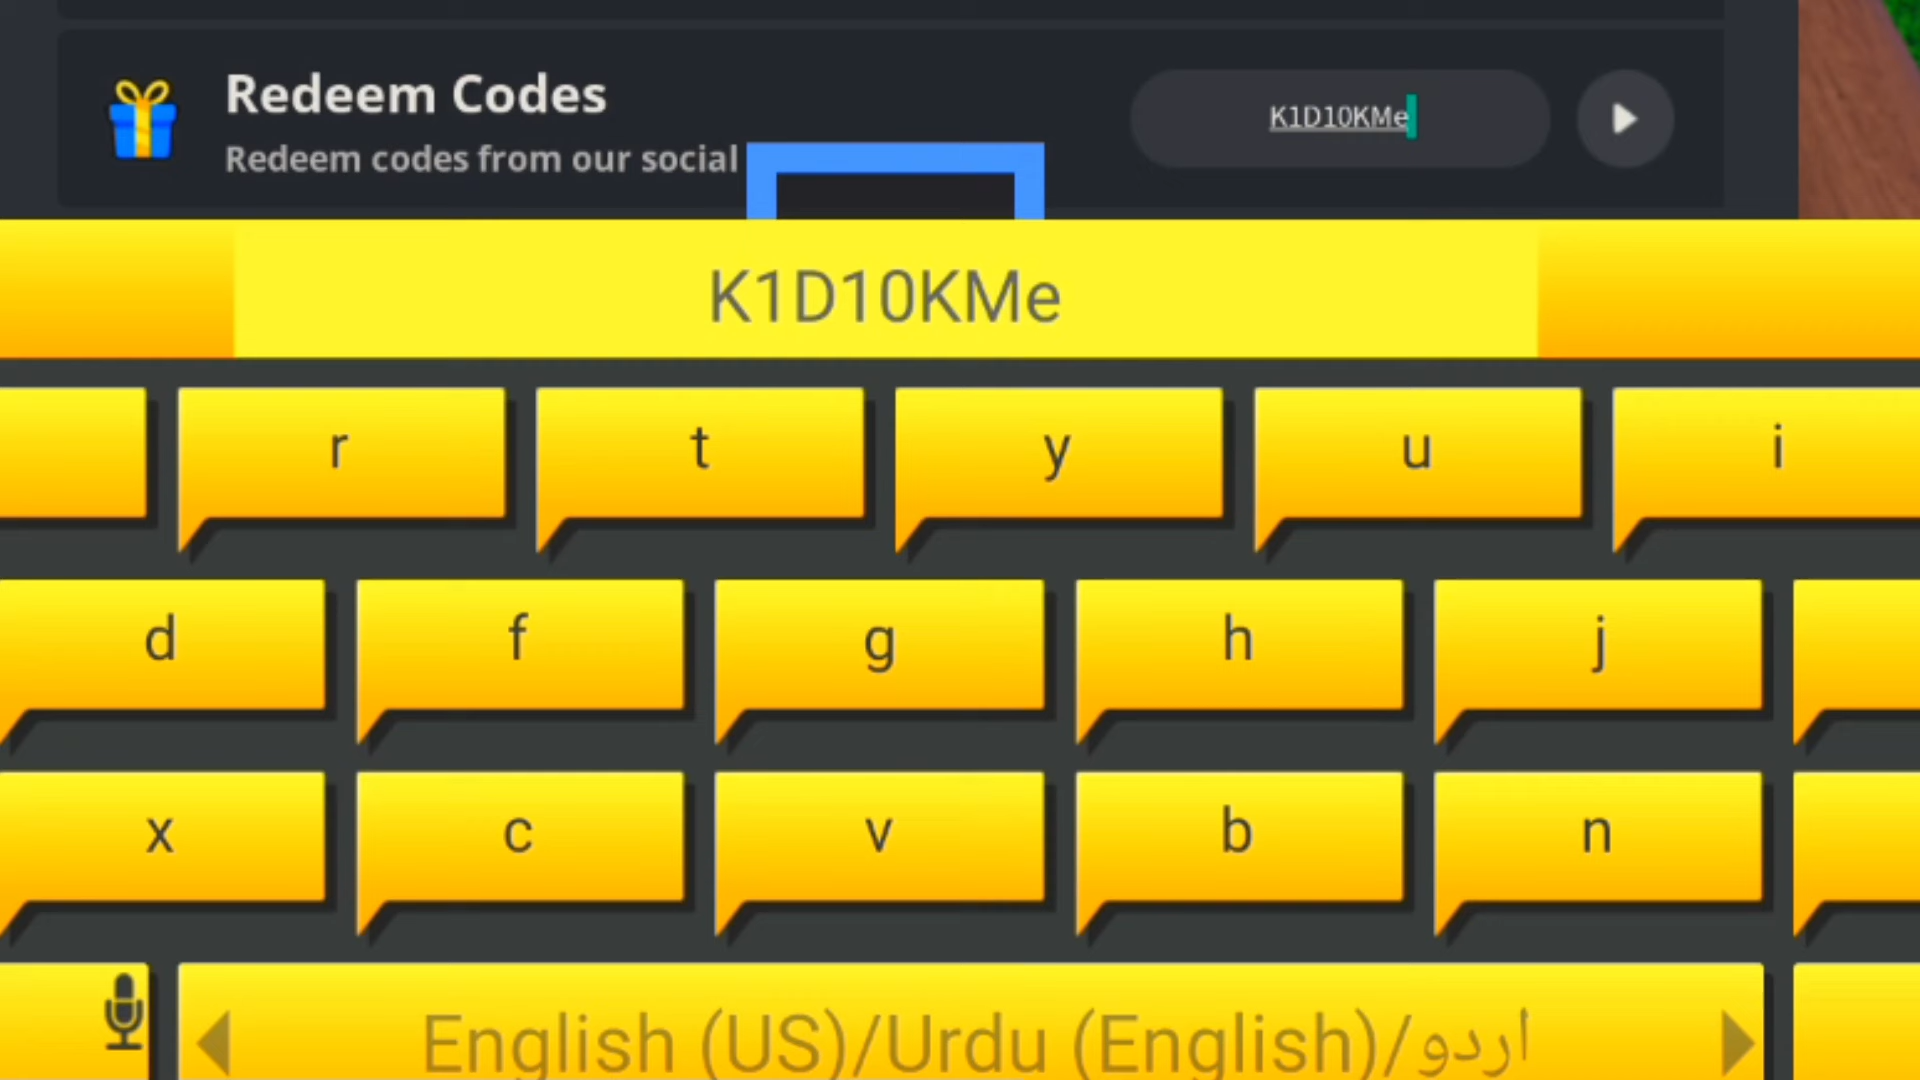 Redeem Codes
K1D10KMe
Redeem codes from our social
K1D10KMe
r t y u i
d f g h j
x c v b n
English (US)/Urdu (English)/اردو